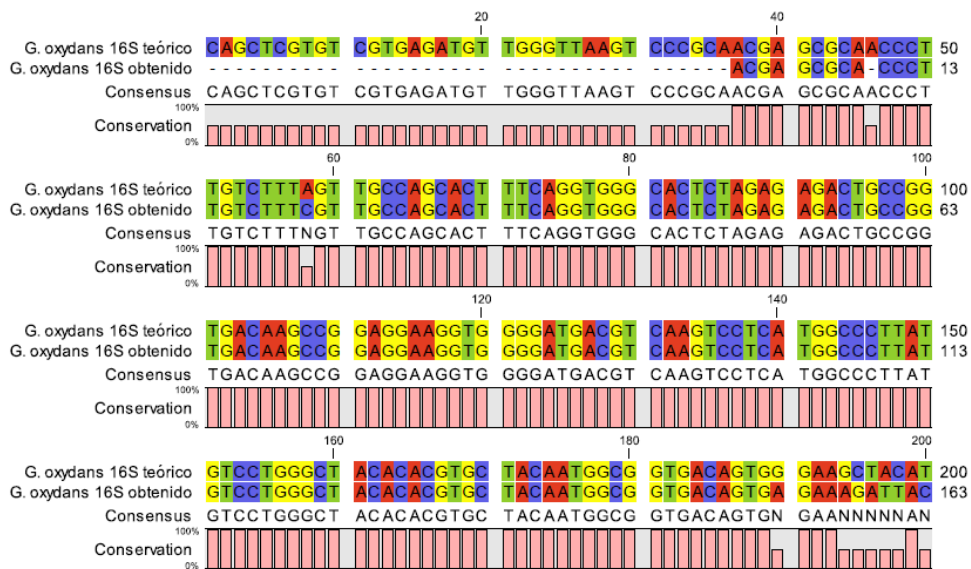 20 40
G. oxydans 16S teórico CAGCTCGTGT CGTGAGATGT TGGGTTAAGT CCCGCAACGA GCGCAACCCT 50
G. oxydans 16S obtenido ---------- ---------- ---------- ------ACGA GCGCA-CCCT 13
Consensus CAGCTCGTGT CGTGAGATGT TGGGTTAAGT CCCGCAACGA GCGCAACCCT
100%
Conservation
0%
60 80 100
G. oxydans 16S teórico TGTCTTTAGT TGCCAGCACT TTCAGGTGGG CACTCTAGAG AGACTGCCGG 100
G. oxydans 16S obtenido TGTCTTTCGT TGCCAGCACT TTCAGGTGGG CACTCTAGAG AGACTGCCGG 63
Consensus TGTCTTTNGT TGCCAGCACT TTCAGGTGGG CACTCTAGAG AGACTGCCGG
100%
Conservation
0%
120 140
G. oxydans 16S teórico TGACAAGCCG GAGGAAGGTG GGGATGACGT CAAGTCCTCA TGGCCCTTAT 150
G. oxydans 16S obtenido TGACAAGCCG GAGGAAGGTG GGGATGACGT CAAGTCCTCA TGGCCCTTAT 113
Consensus TGACAAGCCG GAGGAAGGTG GGGATGACGT CAAGTCCTCA TGGCCCTTAT
100%
Conservation
0%
160 180 200
G. oxydans 16S teórico GTCCTGGGCT ACACACGTGC TACAATGGCG GTGACAGTGG GAAGCTACAT 200
G. oxydans 16S obtenido GTCCTGGGCT ACACACGTGC TACAATGGCG GTGACAGTGA GAAAGATTAC 163
Consensus GTCCTGGGCT ACACACGTGC TACAATGGCG GTGACAGTGN GAANNNNNAN
100%
Conservation
0%